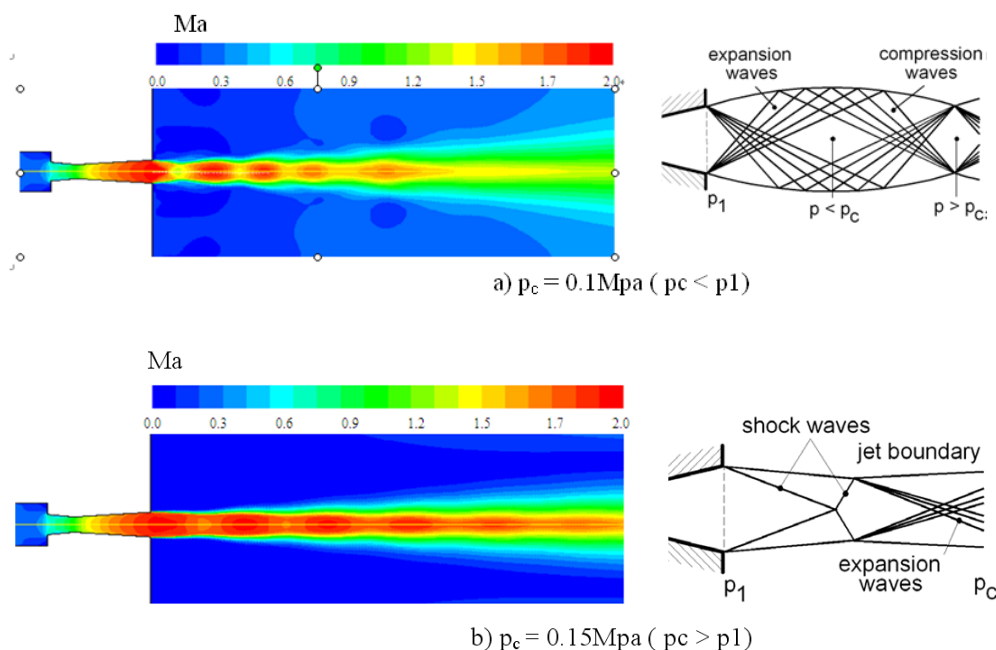 Ma
0.0 0.3 0.6 0.9 1.2 1.5 1.7 2.0
expansion waves
compression waves
p1
p < pc
p > pc
a) pc = 0.1Mpa ( pc < p1)
Ma
0.0 0.3 0.6 0.9 1.2 1.5 1.7 2.0
shock waves
jet boundary
expansion waves
p1
pc
b) pc = 0.15Mpa ( pc > p1)